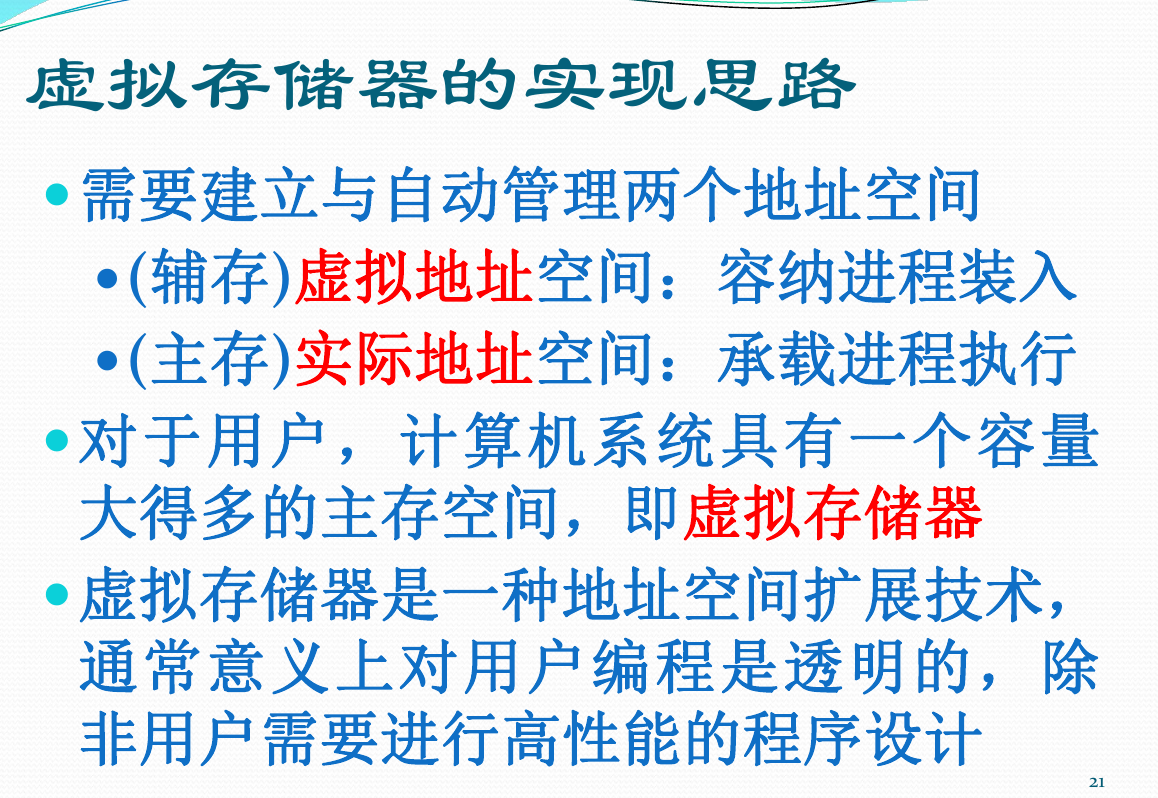 虚拟存储器的实现思路
•需要建立与自动管理两个地址空间
•(辅存)虚拟地址空间：容纳进程装入
•(主存)实际地址空间：承载进程执行
•对于用户，计算机系统具有一个容量
大得多的主存空间，即虚拟存储器
•虚拟存储器是一种地址空间扩展技术，
通常意义上对用户编程是透明的，除
非用户需要进行高性能的程序设计
21